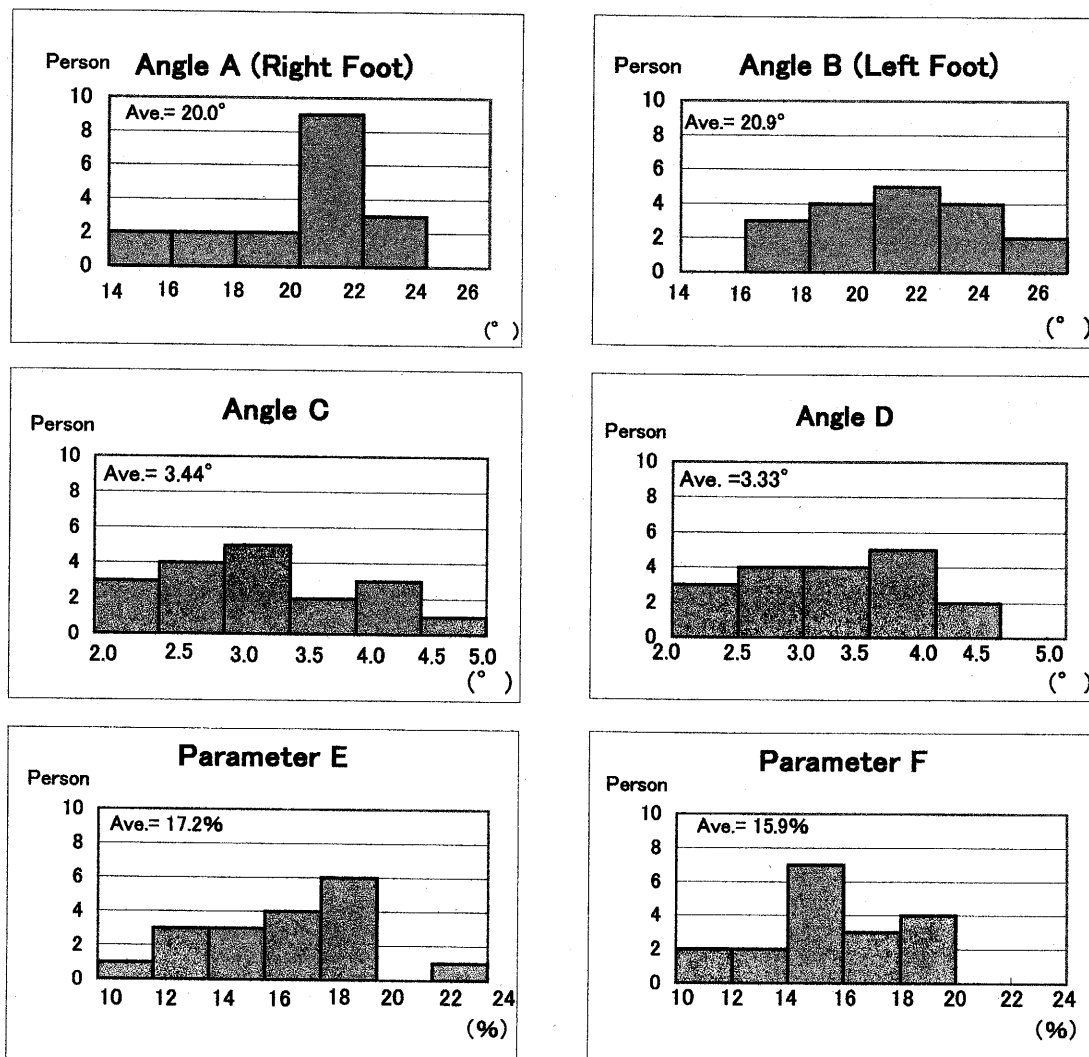 Person Angle A (Right Foot)
Ave.= 20.0°
10
8
6
4
2
0
14 16 18 20 22 24 26
(° )
Person Angle B (Left Foot)
Ave.= 20.9°
10
8
6
4
2
0
14 16 18 20 22 24 26
(° )
Angle C
Person
Ave.= 3.44°
10
8
6
4
2
0
2.0 2.5 3.0 3.5 4.0 4.5 5.0
(° )
Angle D
Person
Ave. =3.33°
10
8
6
4
2
0
2.0 2.5 3.0 3.5 4.0 4.5 5.0
(° )
Parameter E
Person
Ave.= 17.2%
10
8
6
4
2
0
10 12 14 16 18 20 22 24
(%)
Parameter F
Person
Ave.= 15.9%
10
8
6
4
2
0
10 12 14 16 18 20 22 24
(%)